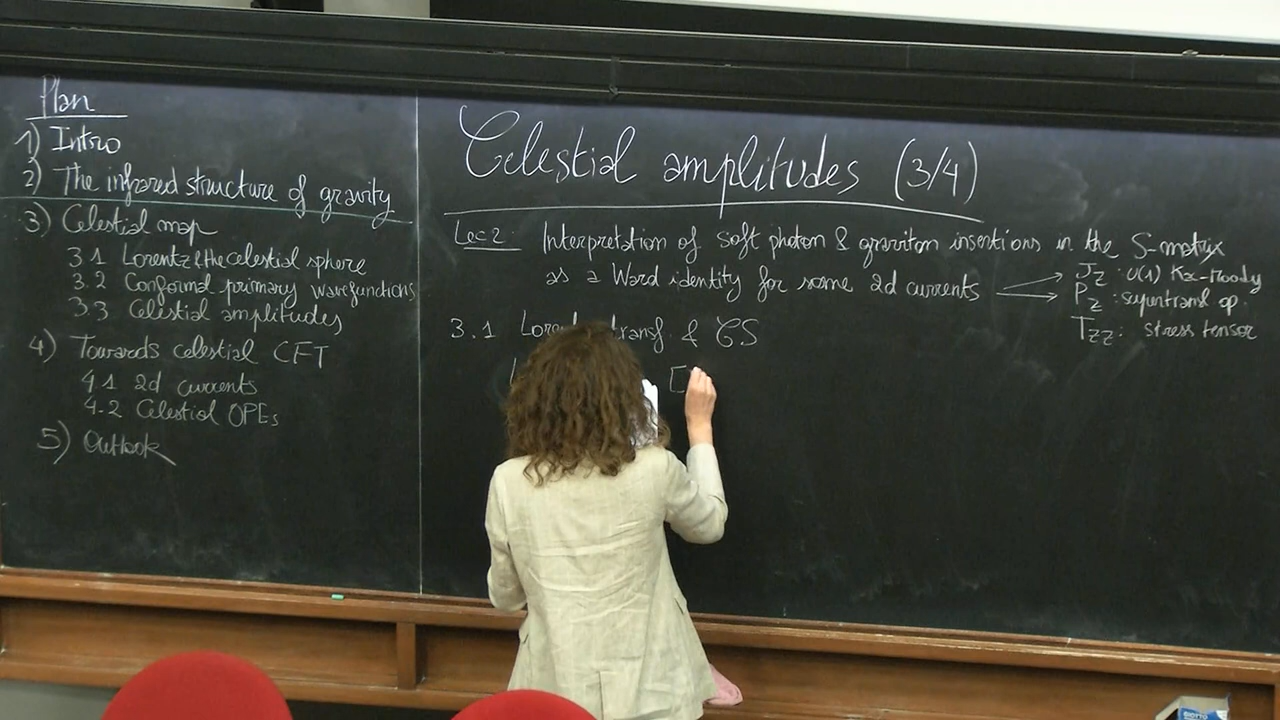 Plan
1) Intro
2) The infrared structure of gravity
3) Celestial map
3.1 Lorentz & the celestial sphere
3.2 Conformal primary wavefunctions
3.3 Celestial amplitudes
4) Towards celestial CFT
4.1 2d currents
4.2 Celestial OPEs
5) Outlook
Celestial amplitudes (3/4)
Lec 2: Interpretation of soft photon & graviton insertions in the S-matrix
as a Ward identity for some 2d currents
J_z : U(1) Kac-Moody
P_z : supertransl op.
T_zz : stress tensor
3.1 transf. & CS
[